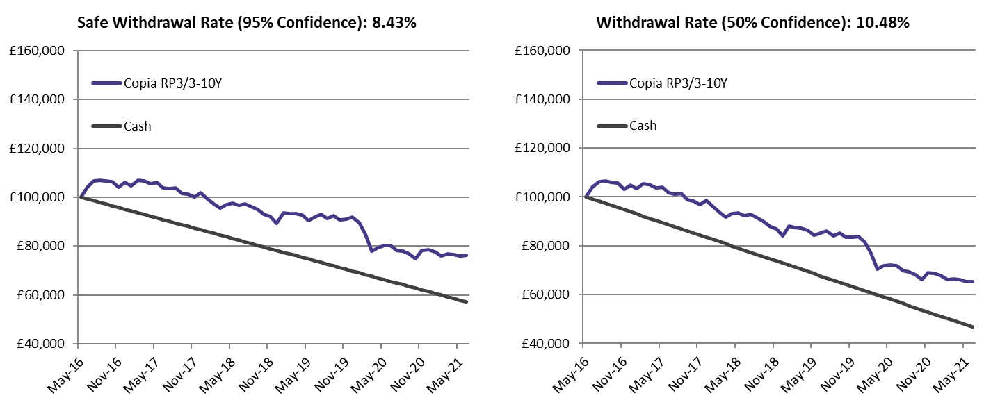 Safe Withdrawal Rate (95% Confidence): 8.43%
£160,000
£140,000
£120,000
£100,000
£80,000
£60,000
£40,000
Copia RP3/3-10Y
Cash
May-16
Nov-16
May-17
Nov-17
May-18
Nov-18
May-19
Nov-19
May-20
Nov-20
May-21
Withdrawal Rate (50% Confidence): 10.48%
£160,000
£140,000
£120,000
£100,000
£80,000
£60,000
£40,000
Copia RP3/3-10Y
Cash
May-16
Nov-16
May-17
Nov-17
May-18
Nov-18
May-19
Nov-19
May-20
Nov-20
May-21